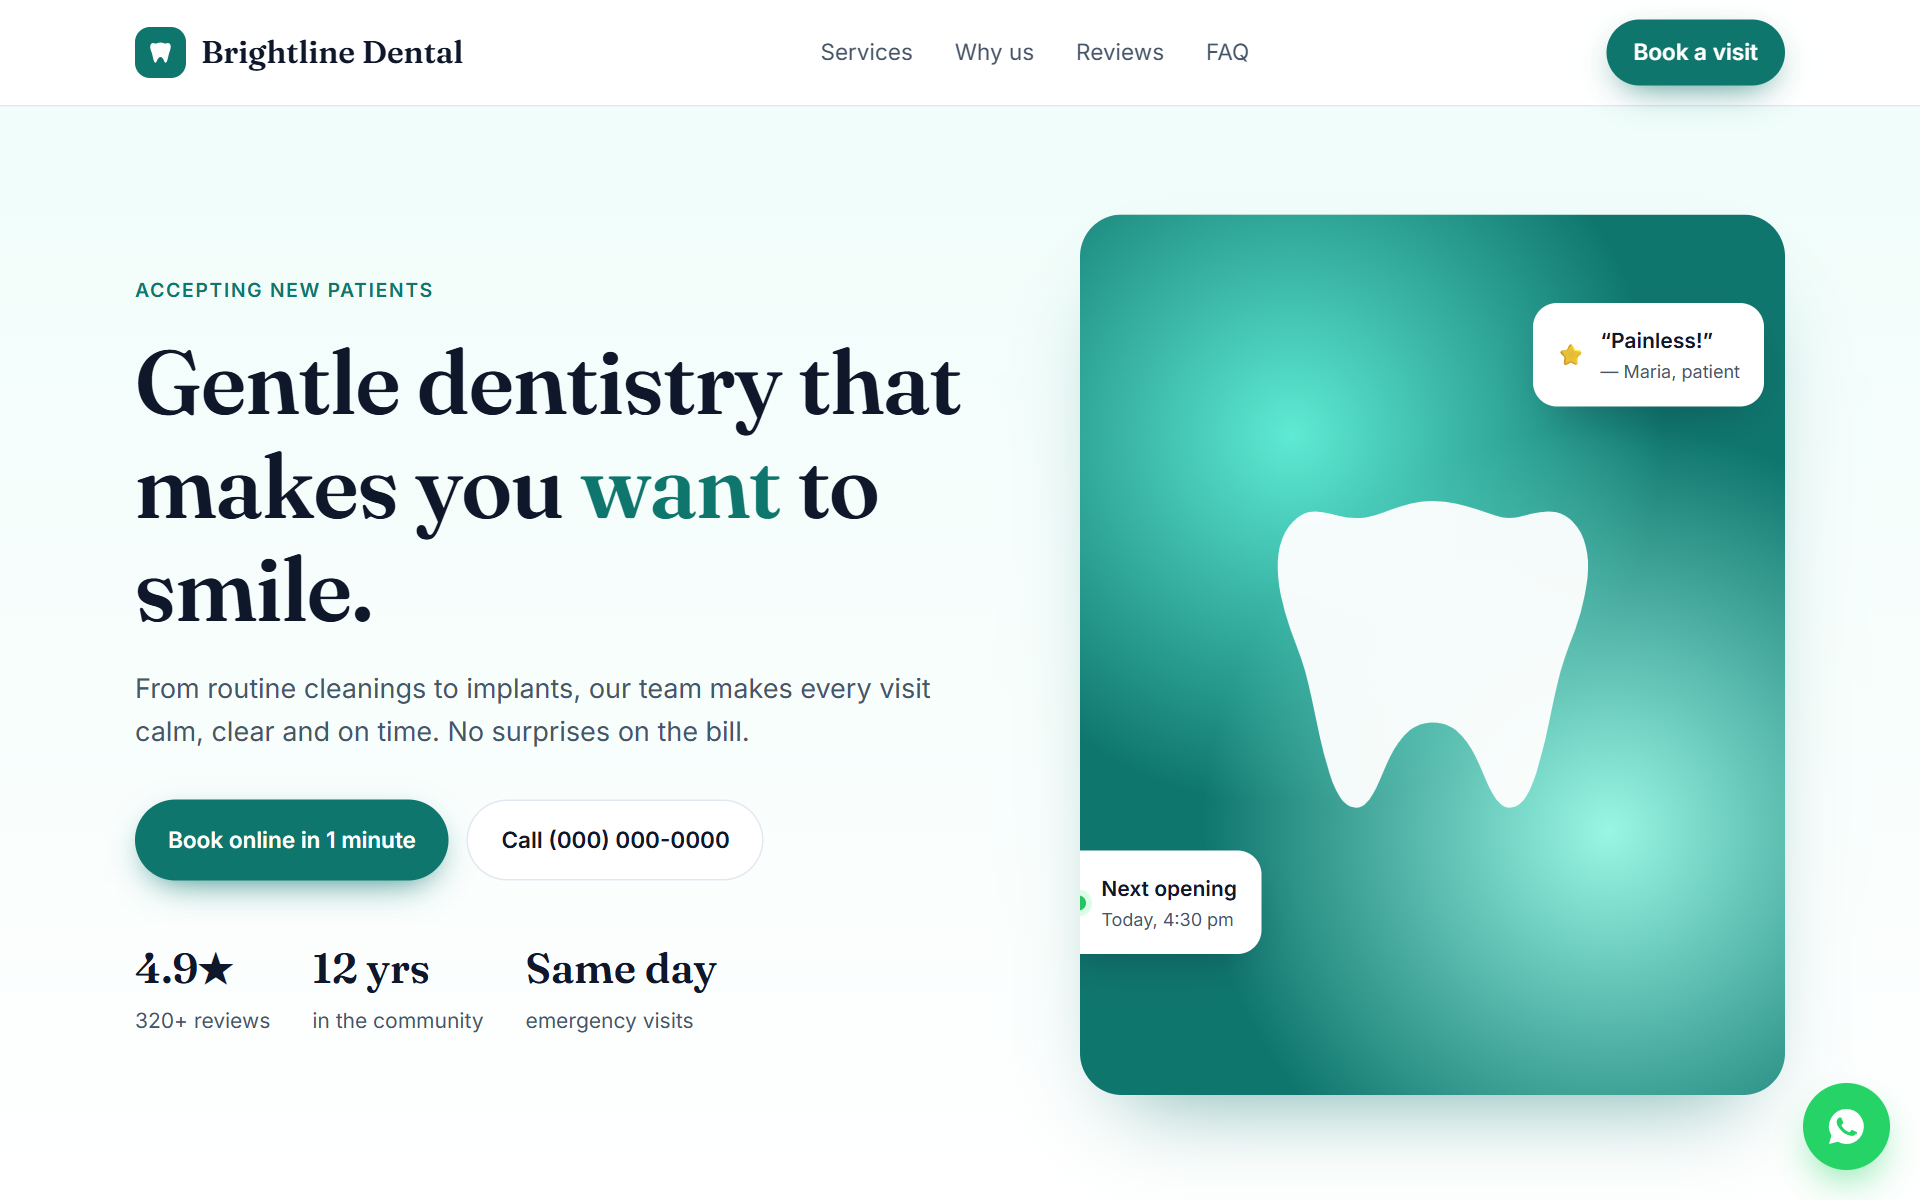 Brightline Dental
Services
Why us
Reviews
FAQ
Book a visit
ACCEPTING NEW PATIENTS
Gentle dentistry that
makes you want to
smile.
From routine cleanings to implants, our team makes every visit
calm, clear and on time. No surprises on the bill.
Book online in 1 minute
Call (000) 000-0000
4.9★
320+ reviews
12 yrs
in the community
Same day
emergency visits
“Painless!”
— Maria, patient
Next opening
Today, 4:30 pm